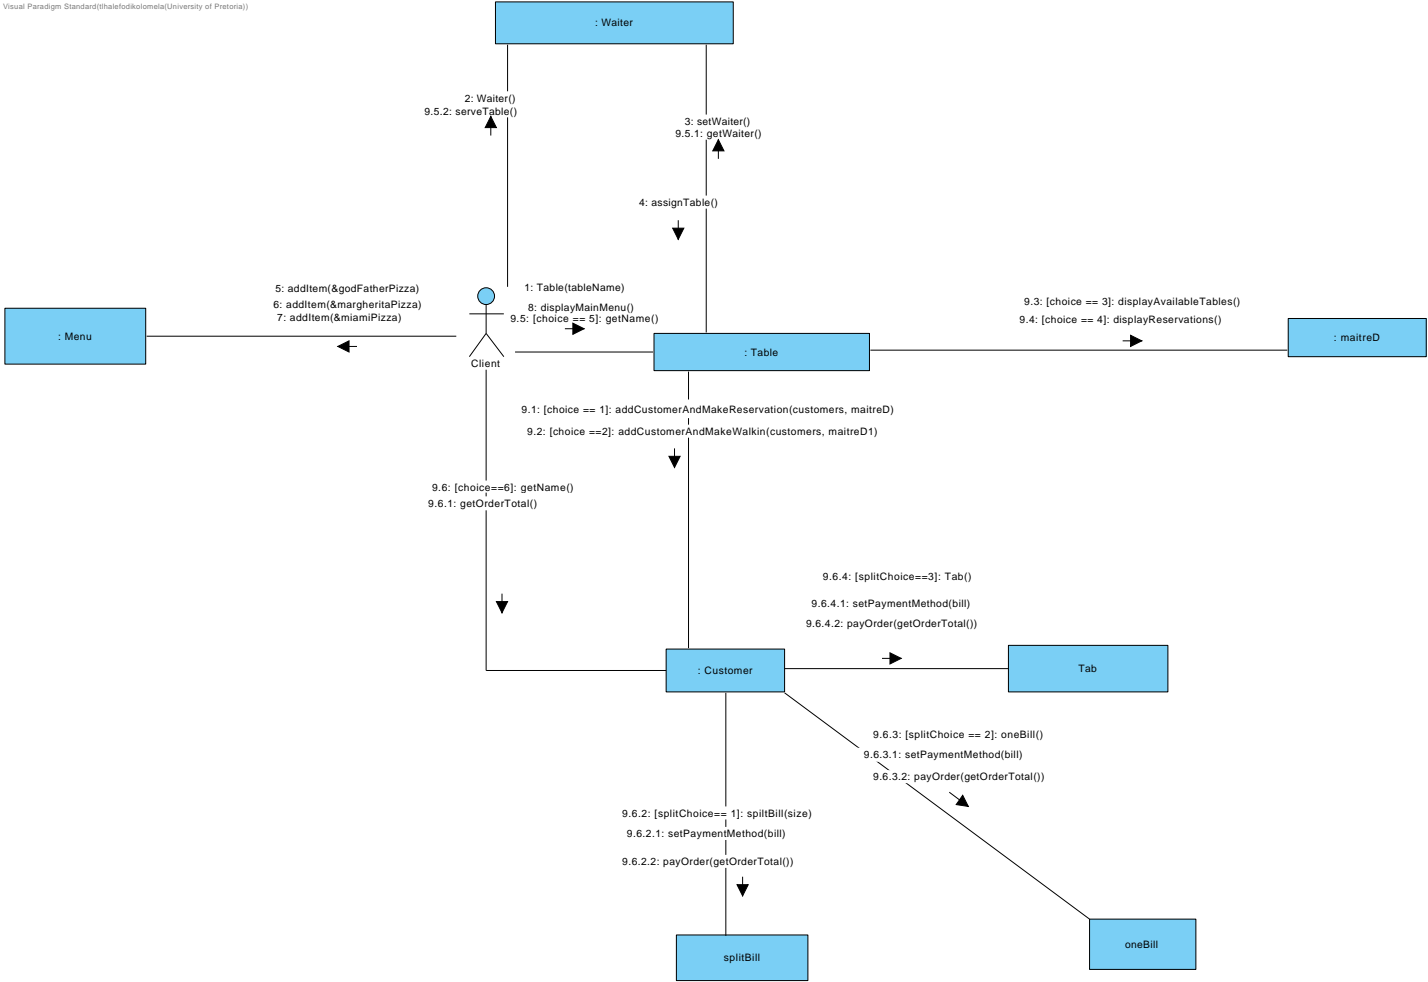 Visual Paradigm Standard(tlhalefodikolomela(University of Pretoria))
: Waiter
2: Waiter()
9.5.2: serveTable()
3: setWaiter()
9.5.1: getWaiter()
4: assignTable()
5: addItem(&godFatherPizza)
6: addItem(&margheritaPizza)
7: addItem(&miamiPizza)
1: Table(tableName)
8: displayMainMenu()
9.5: [choice == 5]: getName()
9.3: [choice == 3]: displayAvailableTables()
9.4: [choice == 4]: displayReservations()
: Menu
Client
: Table
: maitreD
9.1: [choice == 1]: addCustomerAndMakeReservation(customers, maitreD)
9.2: [choice ==2]: addCustomerAndMakeWalkin(customers, maitreD1)
9.6: [choice==6]: getName()
9.6.1: getOrderTotal()
9.6.4: [splitChoice==3]: Tab()
9.6.4.1: setPaymentMethod(bill)
9.6.4.2: payOrder(getOrderTotal())
: Customer
Tab
9.6.3: [splitChoice == 2]: oneBill()
9.6.3.1: setPaymentMethod(bill)
9.6.3.2: payOrder(getOrderTotal())
9.6.2: [splitChoice== 1]: spiltBill(size)
9.6.2.1: setPaymentMethod(bill)
9.6.2.2: payOrder(getOrderTotal())
splitBill
oneBill